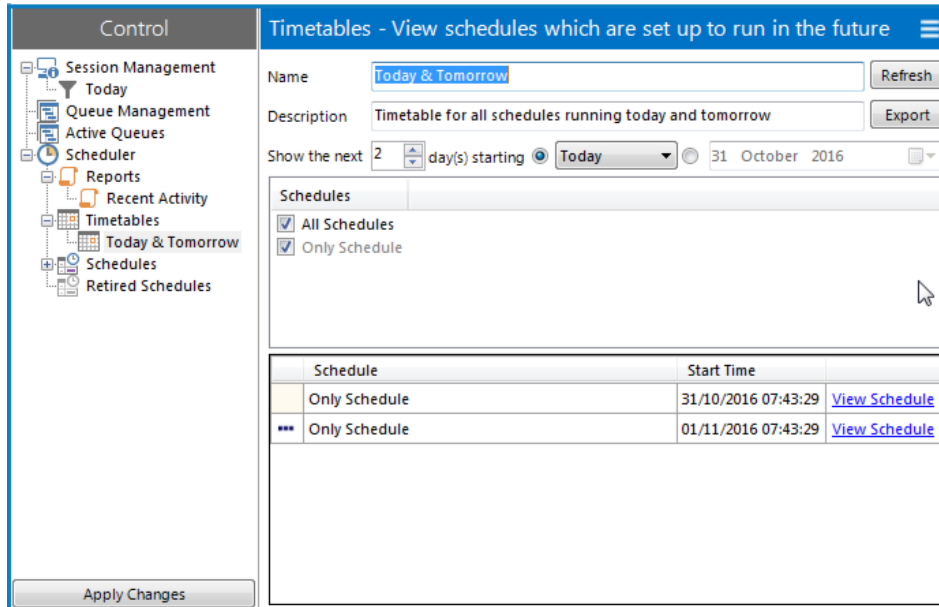 Control
Session Management
Today
Queue Management
Active Queues
Scheduler
Reports
Recent Activity
Timetables
Today & Tomorrow
Schedules
Retired Schedules
Apply Changes
Timetables - View schedules which are set up to run in the future
Name Today & Tomorrow Refresh
Description Timetable for all schedules running today and tomorrow Export
Show the next 2 day(s) starting Today 31 October 2016
Schedules
All Schedules
Only Schedule
Schedule Start Time
Only Schedule 31/10/2016 07:43:29 View Schedule
Only Schedule 01/11/2016 07:43:29 View Schedule